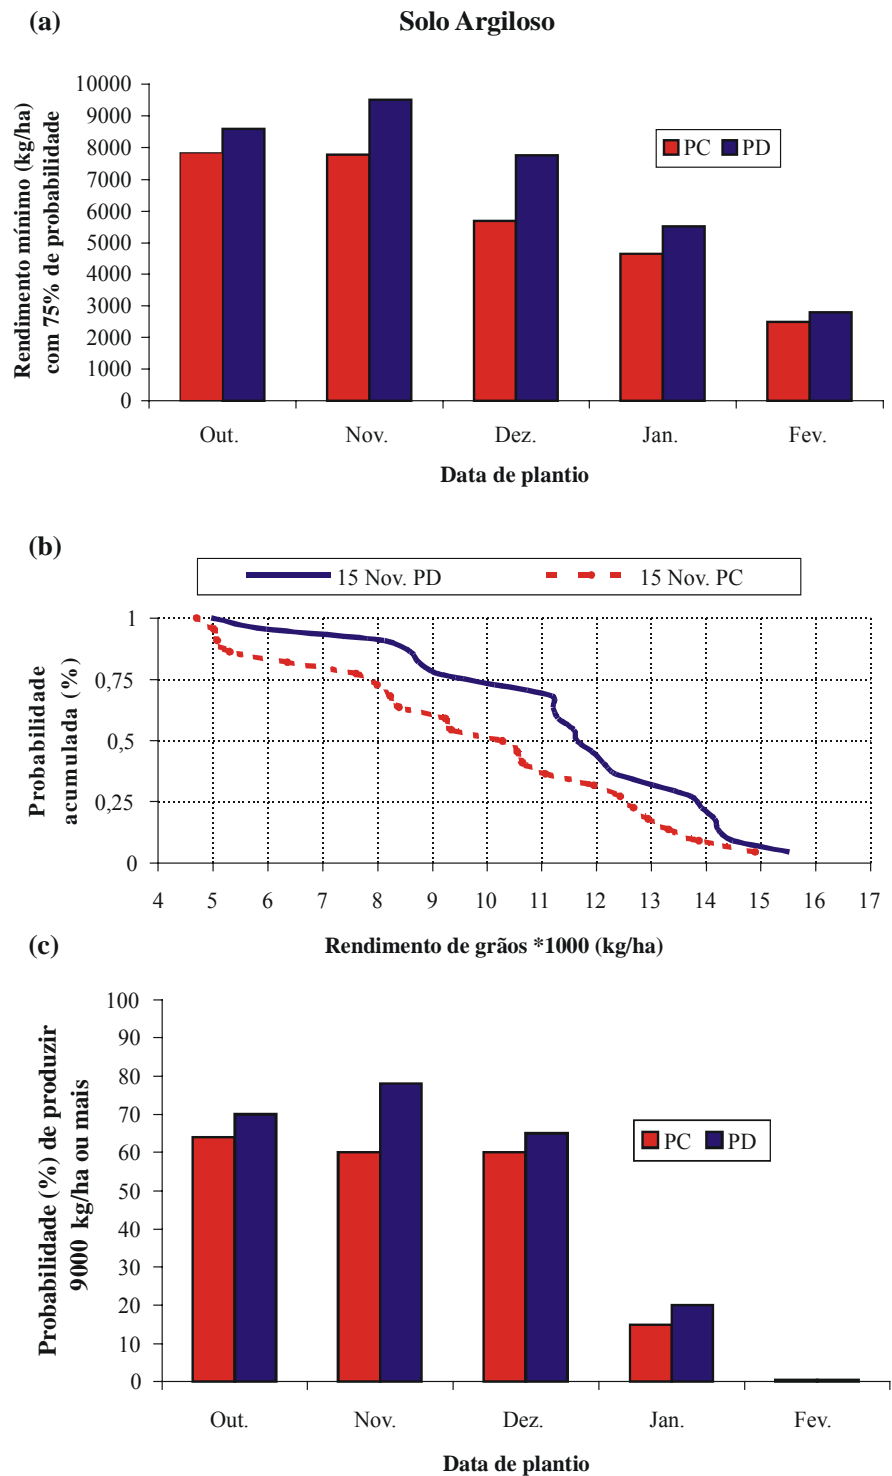 (a)
Solo Argiloso
Rendimento mínimo (kg/ha)
com 75% de probabilidade
10000
9000
8000
7000
6000
5000
4000
3000
2000
1000
0
PC PD
Out. Nov. Dez. Jan. Fev.
Data de plantio
(b)
15 Nov. PD 15 Nov. PC
Probabilidade
acumulada (%)
1
0,75
0,5
0,25
0
4 5 6 7 8 9 10 11 12 13 14 15 16 17
Rendimento de grãos *1000 (kg/ha)
(c)
Probabilidade (%) de produzir
9000 kg/ha ou mais
100
90
80
70
60
50
40
30
20
10
0
PC PD
Out. Nov. Dez. Jan. Fev.
Data de plantio